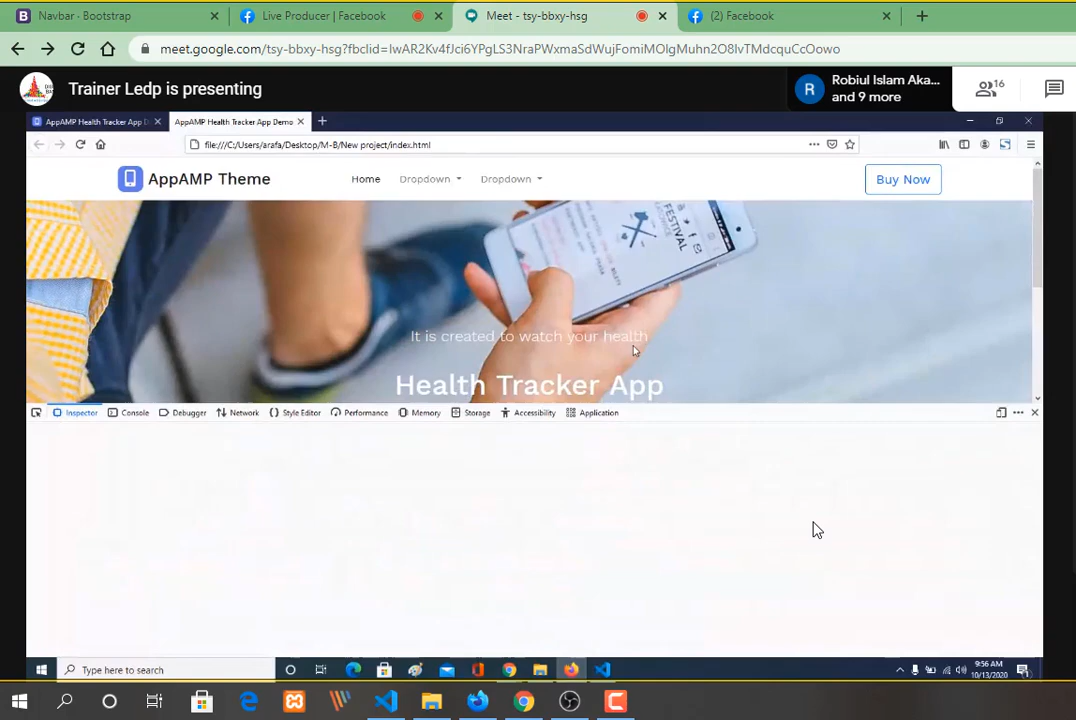 Navbar · Bootstrap
Live Producer | Facebook
Meet - tsy-bbxy-hsg
(2) Facebook
meet.google.com/tsy-bbxy-hsg?fbclid=IwAR2Kv4fJci6YPgLS3NraPWxmaSdWujFomiMOlgMuhn2O8IvTMdcquCcOowo
Trainer Ledp is presenting
R
Robiul Islam Aka...
and 9 more
16
AppAMP Health Tracker App D
AppAMP Health Tracker App Demo
file:///C:/Users/arafa/Desktop/M-B/New project/index.html
AppAMP Theme
Home
Dropdown
Dropdown
Buy Now
FESTIVAL
It is created to watch your health
Health Tracker App
Inspector
Console
Debugger
Network
Style Editor
Performance
Memory
Storage
Accessibility
Application
Type here to search
9:56 AM
10/13/2020